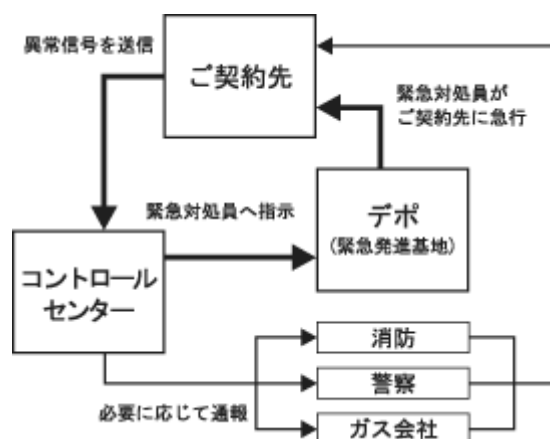 異常信号を送信
ご契約先
緊急対処員が
ご契約先に急行
緊急対処員へ指示
デポ
(緊急発進基地)
コントロール
センター
消防
警察
ガス会社
必要に応じて通報